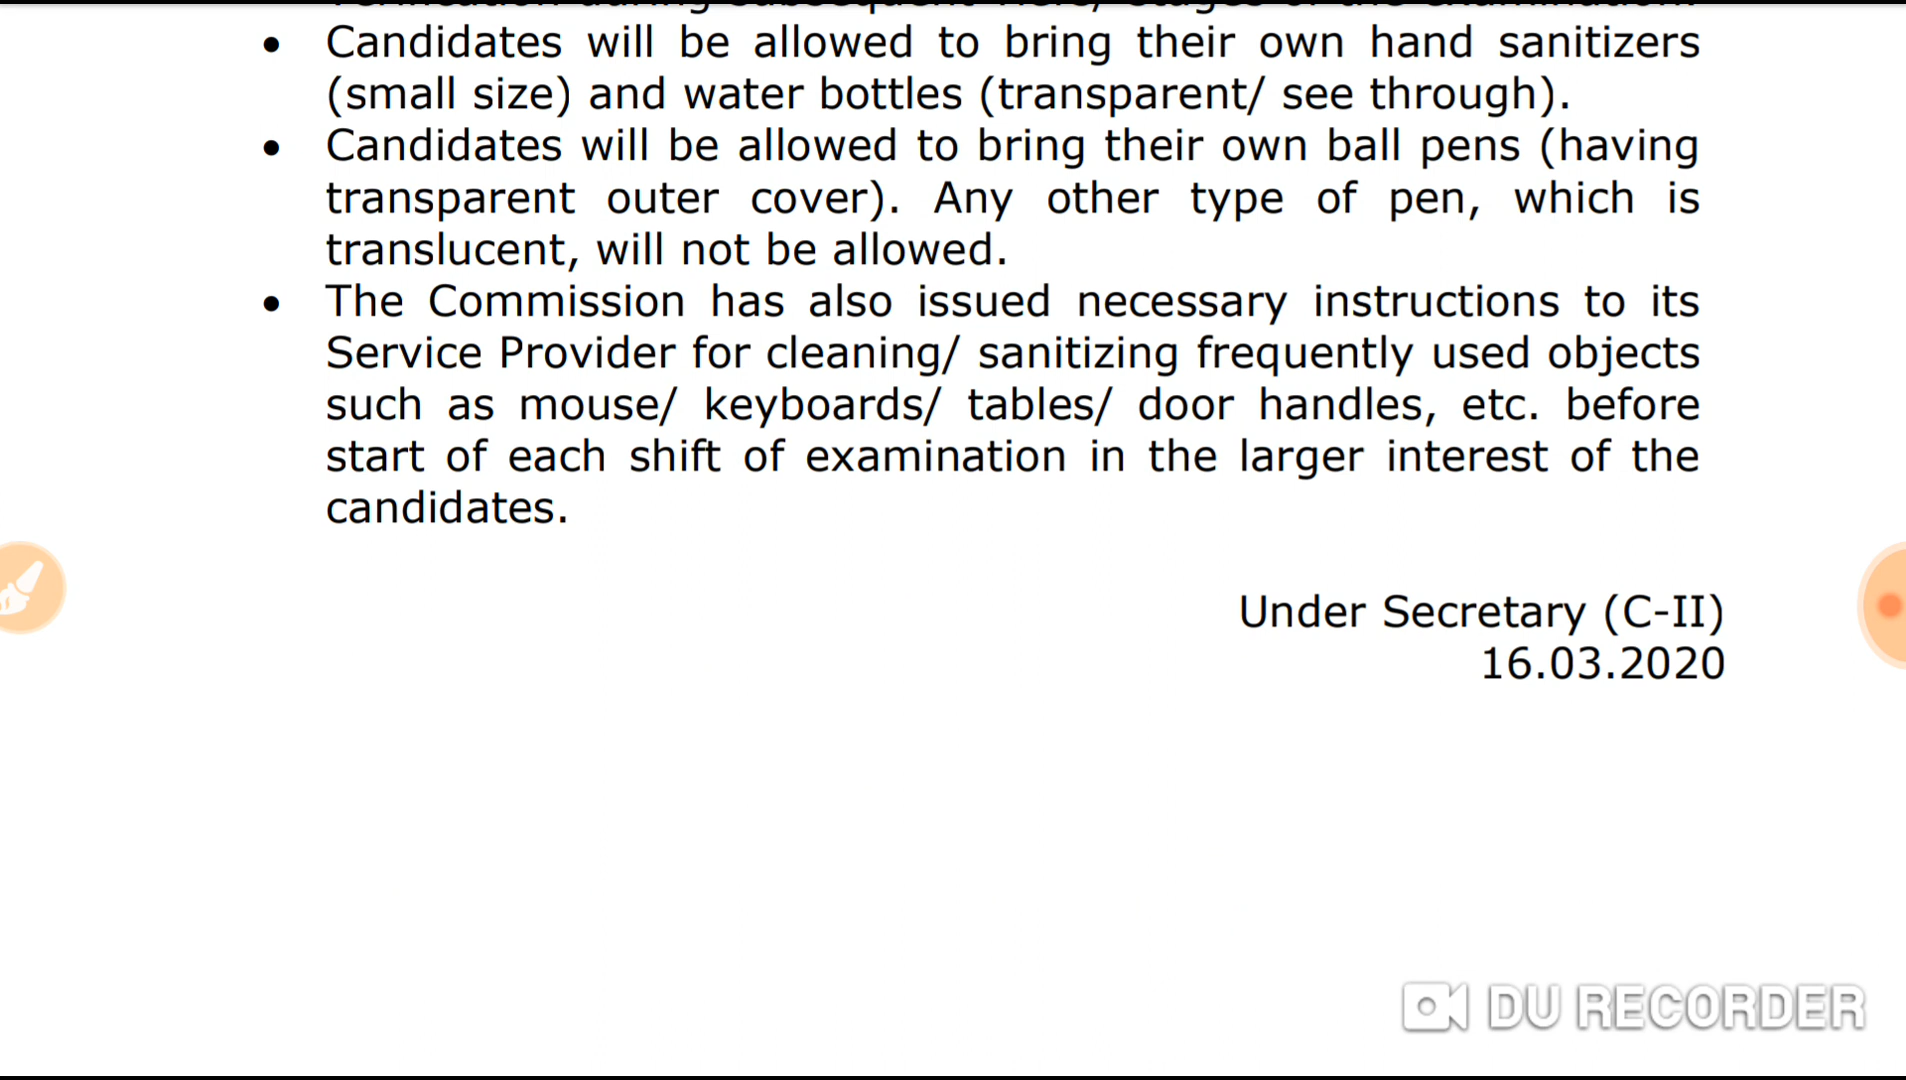 Candidates will be allowed to bring their own hand sanitizers
(small size) and water bottles (transparent/ see through).
Candidates will be allowed to bring their own ball pens (having
transparent outer cover). Any other type of pen, which is
translucent, will not be allowed.
The Commission has also issued necessary instructions to its
Service Provider for cleaning/ sanitizing frequently used objects
such as mouse/ keyboards/ tables/ door handles, etc. before
start of each shift of examination in the larger interest of the
candidates.
Under Secretary (C-II)
16.03.2020
DU RECORDER